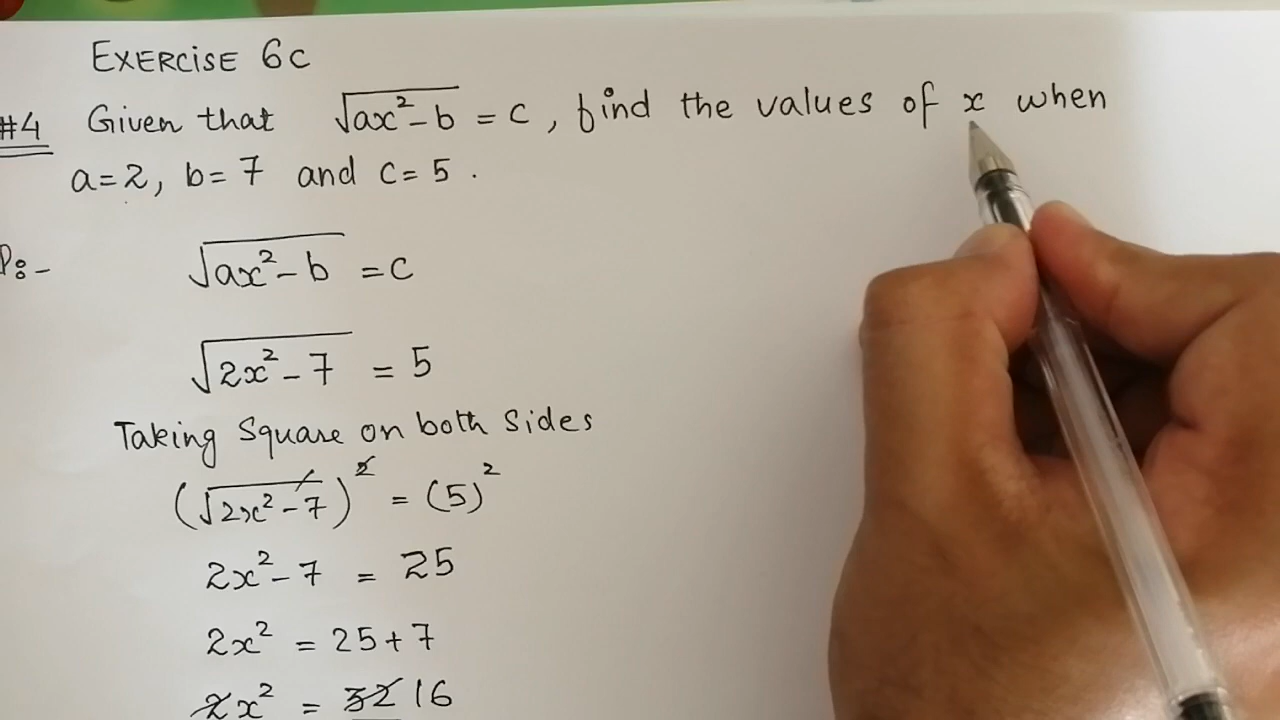 EXERCISE 6C
#4 Given that √(ax²-b) = c, find the values of x when
a=2, b=7 and c=5.
√(ax²-b) = c
√(2x²-7) = 5
Taking Square on both Sides
(√(2x²-7))² = (5)²
2x²-7 = 25
2x² = 25+7
2x² = 32 16